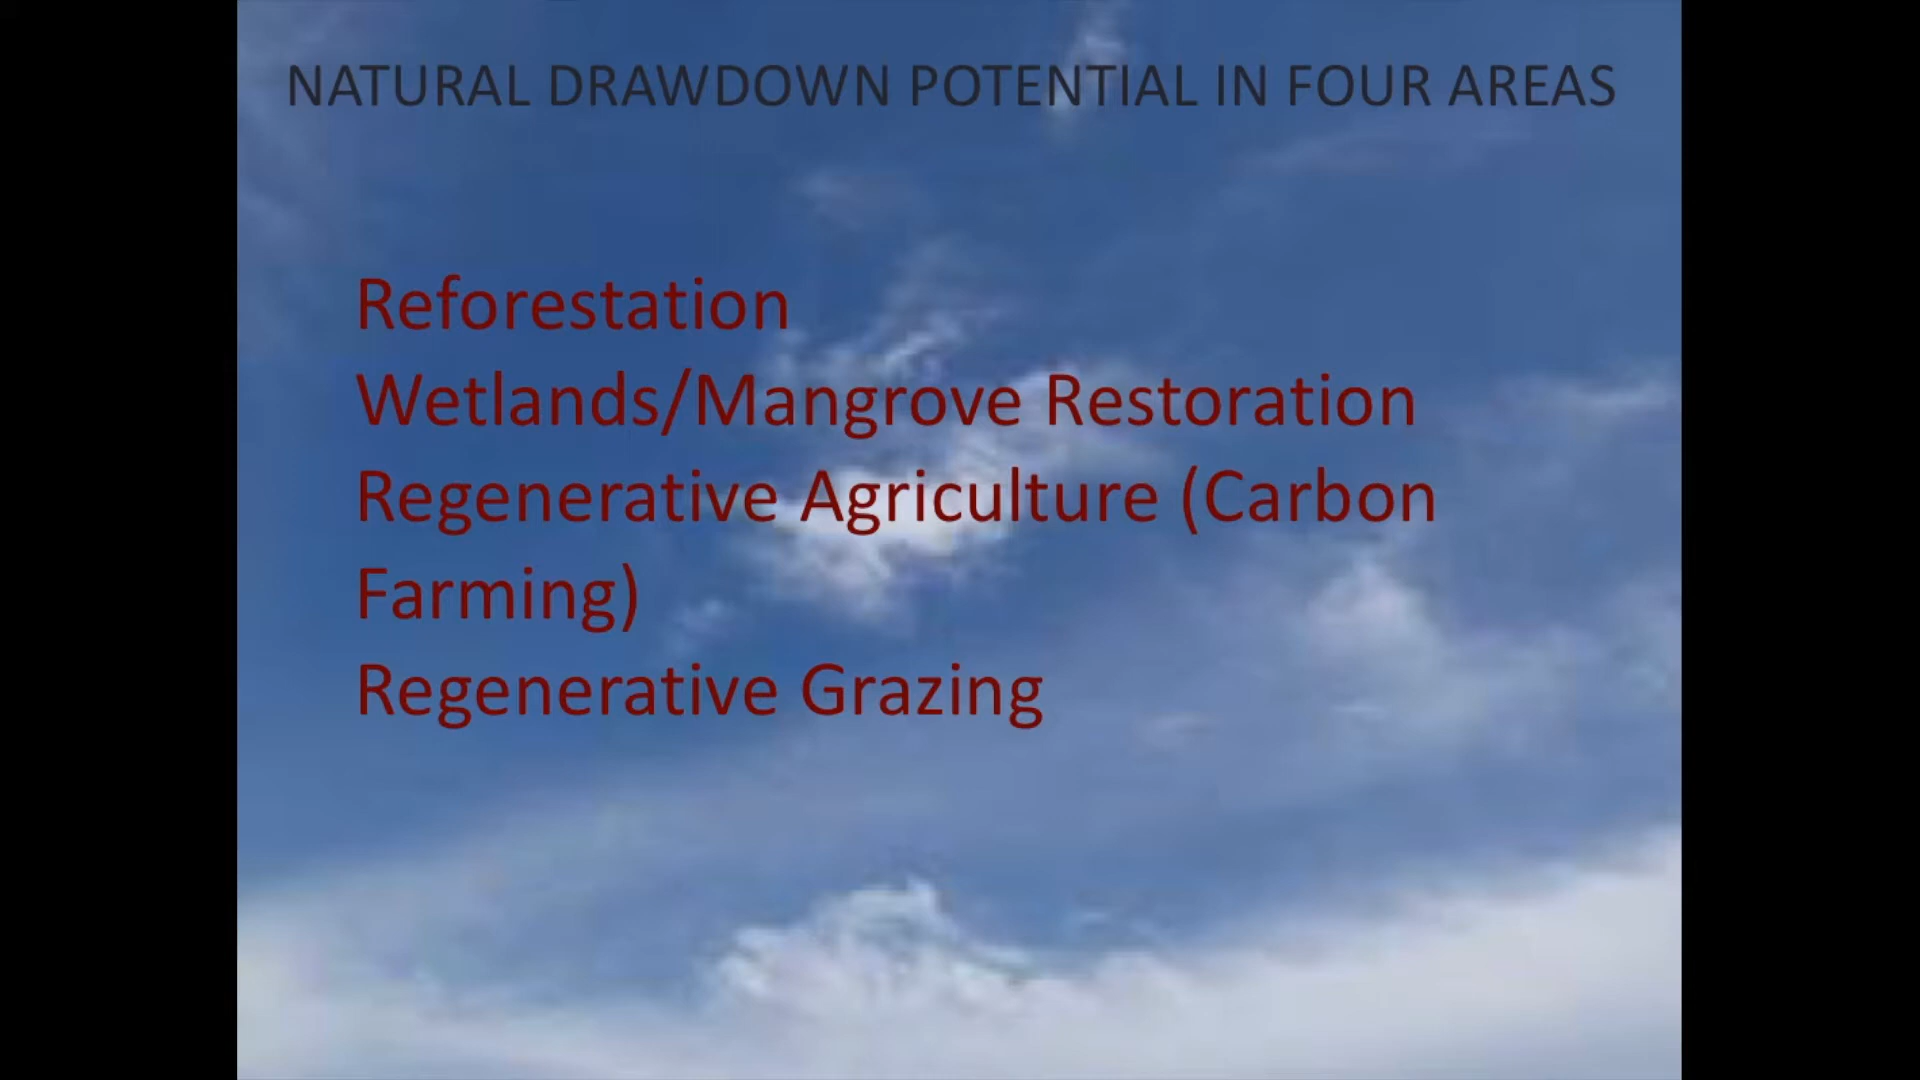 NATURAL DRAWDOWN POTENTIAL IN FOUR AREAS
Reforestation
Wetlands/Mangrove Restoration
Regenerative Agriculture (Carbon
Farming)
Regenerative Grazing